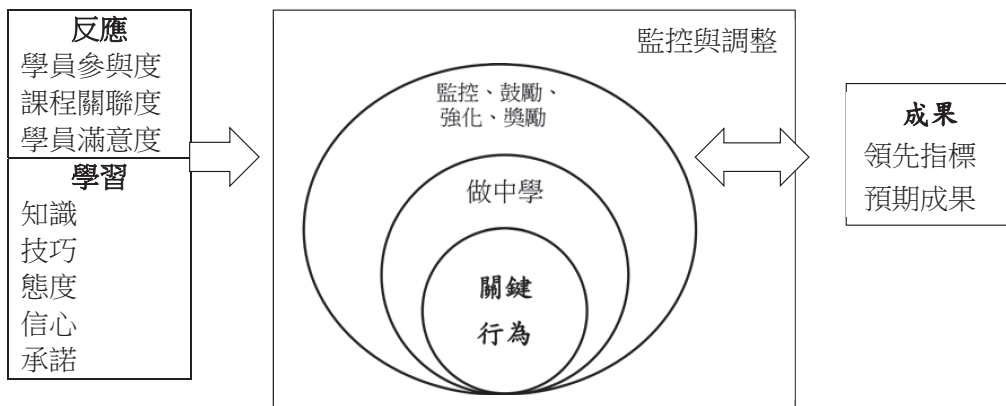 反應
學員參與度
課程關聯度
學員滿意度
學習
知識
技巧
態度
信心
承諾
監控與調整
監控、鼓勵、
強化、獎勵
做中學
關鍵
行為
成果
領先指標
預期成果